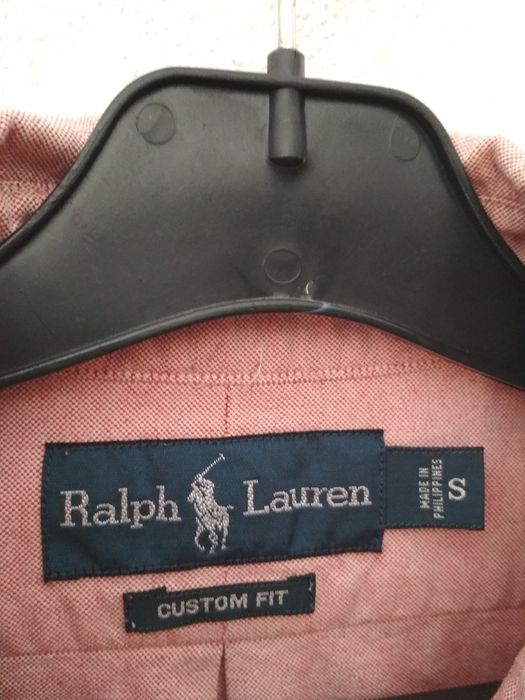 Ralph Lauren
MADE IN
PHILIPPINES
S
CUSTOM FIT